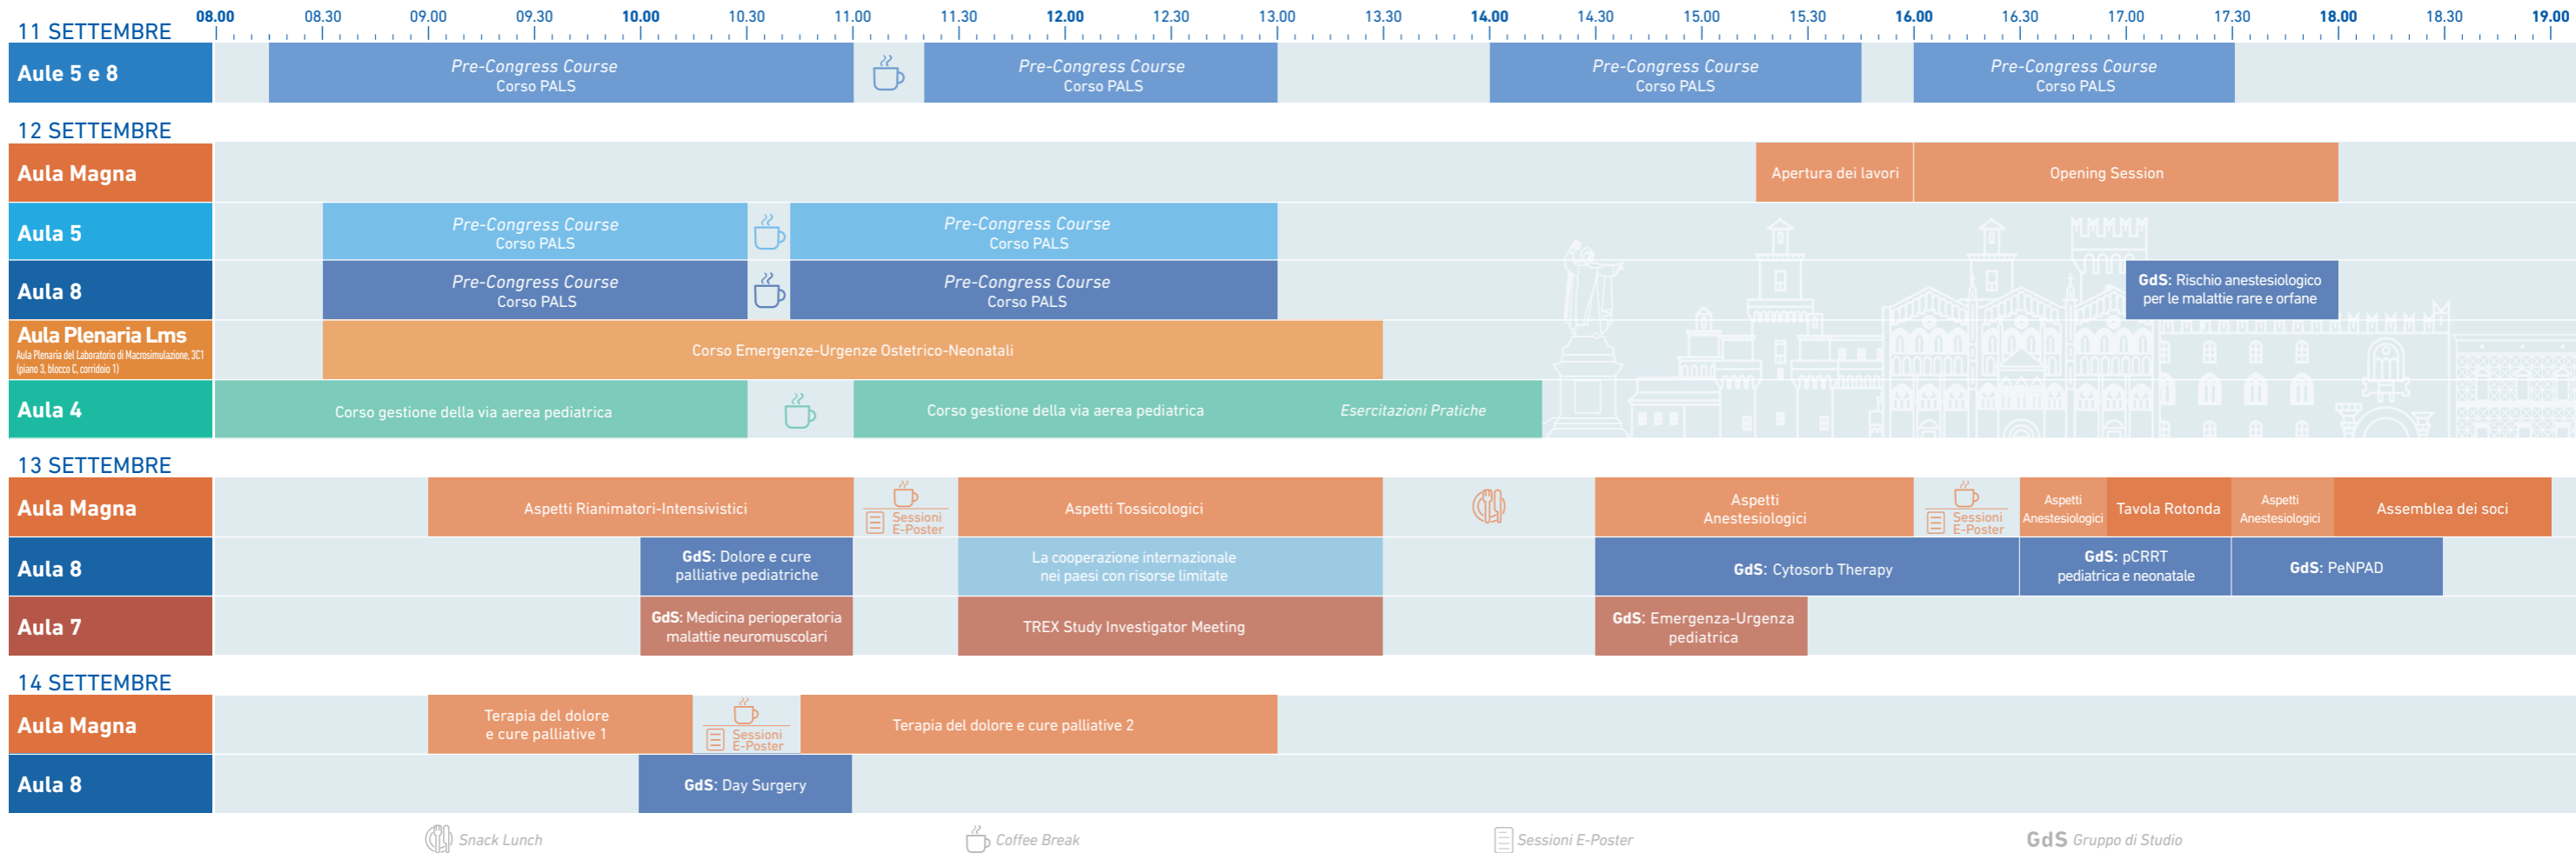 08.00 08.30 09.00 09.30 10.00 10.30 11.00 11.30 12.00 12.30 13.00 13.30 14.00 14.30 15.00 15.30 16.00 16.30 17.00 17.30 18.00 18.30 19.00
11 SETTEMBRE
Aule 5 e 8
Pre-Congress Course
Corso PALS
Pre-Congress Course
Corso PALS
Pre-Congress Course
Corso PALS
Pre-Congress Course
Corso PALS
12 SETTEMBRE
Aula Magna
Apertura dei lavori
Opening Session
Aula 5
Pre-Congress Course
Corso PALS
Pre-Congress Course
Corso PALS
Aula 8
Pre-Congress Course
Corso PALS
Pre-Congress Course
Corso PALS
GdS: Rischio anestesiologico
per le malattie rare e orfane
Aula Plenaria Lms
Aula Plenaria del Laboratorio di Macrosimulazione, 3C1
(piano 3, blocco C, corridoio 1)
Corso Emergenze-Urgenze Ostetrico-Neonatali
Aula 4
Corso gestione della via aerea pediatrica
Corso gestione della via aerea pediatrica
Esercitazioni Pratiche
13 SETTEMBRE
Aula Magna
Aspetti Rianimatori-Intensivistici
Sessioni
E-Poster
Aspetti Tossicologici
Aspetti
Anestesiologici
Sessioni
E-Poster
Aspetti
Anestesiologici
Tavola Rotonda
Aspetti
Anestesiologici
Assemblea dei soci
Aula 8
GdS: Dolore e cure
palliative pediatriche
La cooperazione internazionale
nei paesi con risorse limitate
GdS: Cytosorb Therapy
GdS: pCRRT
pediatrica e neonatale
GdS: PeNPAD
Aula 7
GdS: Medicina perioperatoria
malattie neuromuscolari
TREX Study Investigator Meeting
GdS: Emergenza-Urgenza
pediatrica
14 SETTEMBRE
Aula Magna
Terapia del dolore
e cure palliative 1
Sessioni
E-Poster
Terapia del dolore e cure palliative 2
Aula 8
GdS: Day Surgery
Snack Lunch
Coffee Break
Sessioni E-Poster
GdS Gruppo di Studio